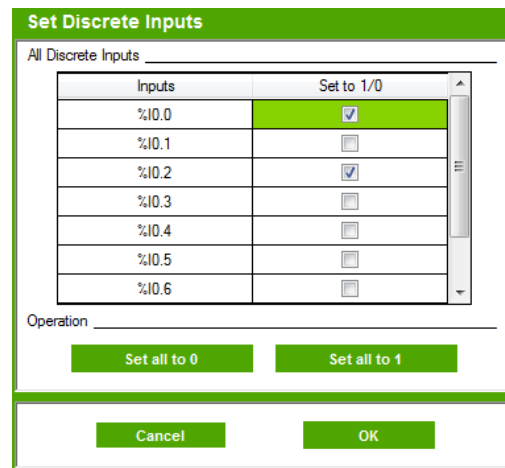 Set Discrete Inputs
All Discrete Inputs
Inputs Set to 1/0
%I0.0
%I0.1
%I0.2
%I0.3
%I0.4
%I0.5
%I0.6
Operation
Set all to 0 Set all to 1
Cancel OK